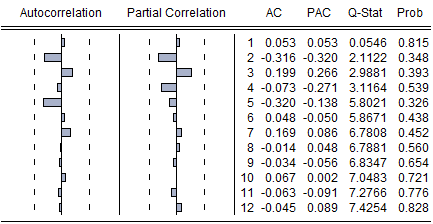 Autocorrelation Partial Correlation AC PAC Q-Stat Prob
1 0.053 0.053 0.0546 0.815
2 -0.316 -0.320 2.1122 0.348
3 0.199 0.266 2.9881 0.393
4 -0.073 -0.271 3.1164 0.539
5 -0.320 -0.138 5.8021 0.326
6 0.048 -0.050 5.8671 0.438
7 0.169 0.086 6.7808 0.452
8 -0.014 0.048 6.7881 0.560
9 -0.034 -0.056 6.8347 0.654
10 0.067 0.002 7.0483 0.721
11 -0.063 -0.091 7.2766 0.776
12 -0.045 0.089 7.4254 0.828